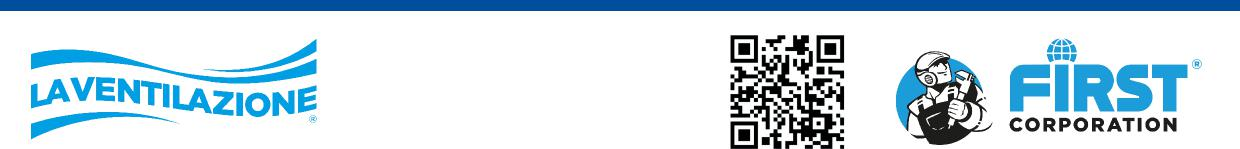 LAVENTILAZIONE
®
FIRST
®
CORPORATION